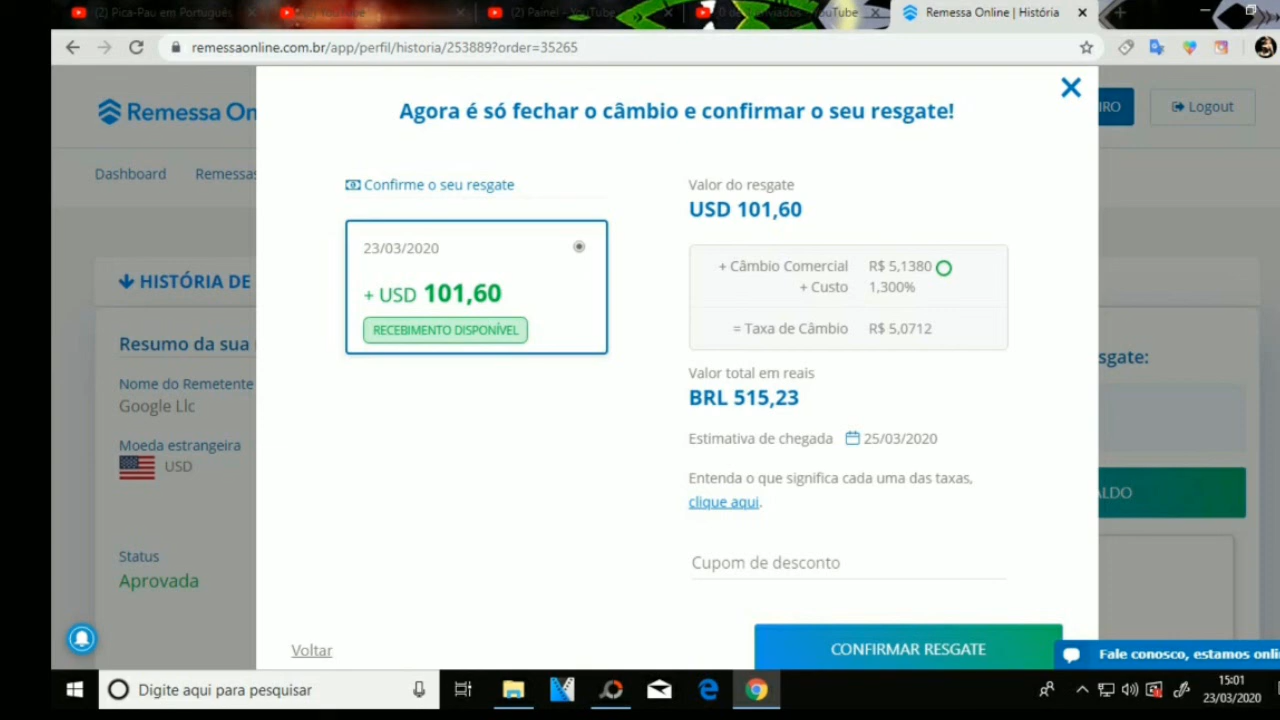 (2) Pica-Pau em Português
(2) YouTube
(2) Painel - YouTube
YouTube
Remessa Online | História
remessaonline.com.br/app/perfil/historia/253889?order=35265
Remessa On
IRO
Logout
Dashboard
Remessas
Agora é só fechar o câmbio e confirmar o seu resgate!
Confirme o seu resgate
23/03/2020
+ USD 101,60
RECEBIMENTO DISPONÍVEL
Valor do resgate
USD 101,60
+ Câmbio Comercial R$ 5,1380
+ Custo 1,300%
= Taxa de Câmbio R$ 5,0712
Valor total em reais
BRL 515,23
Estimativa de chegada 25/03/2020
Entenda o que significa cada uma das taxas,
clique aqui.
Cupom de desconto
Voltar
CONFIRMAR RESGATE
HISTÓRIA DE
Resumo da sua
Nome do Remetente
Google Llc
Moeda estrangeira
USD
Status
Aprovada
sgate:
ALDO
Fale conosco, estamos onli
Digite aqui para pesquisar
15:01
23/03/2020